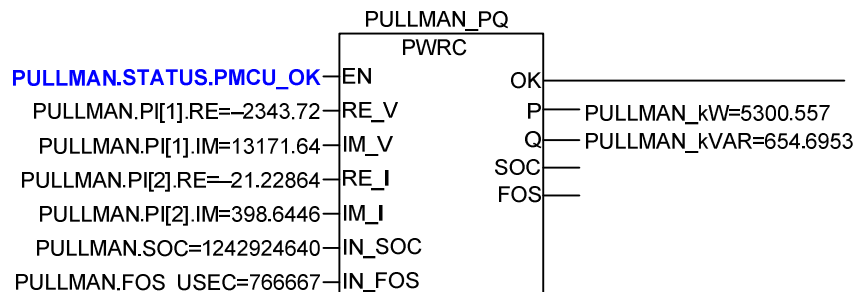 PULLMAN_PQ
PWRC
PULLMAN.STATUS.PMCU_OK EN OK
PULLMAN.PI[1].RE=–2343.72 RE_V P PULLMAN_kW=5300.557
PULLMAN.PI[1].IM=13171.64 IM_V Q PULLMAN_kVAR=654.6953
PULLMAN.PI[2].RE=–21.22864 RE_I SOC
PULLMAN.PI[2].IM=398.6446 IM_I FOS
PULLMAN.SOC=1242924640 IN_SOC
PULLMAN.FOS_USEC=766667 IN_FOS